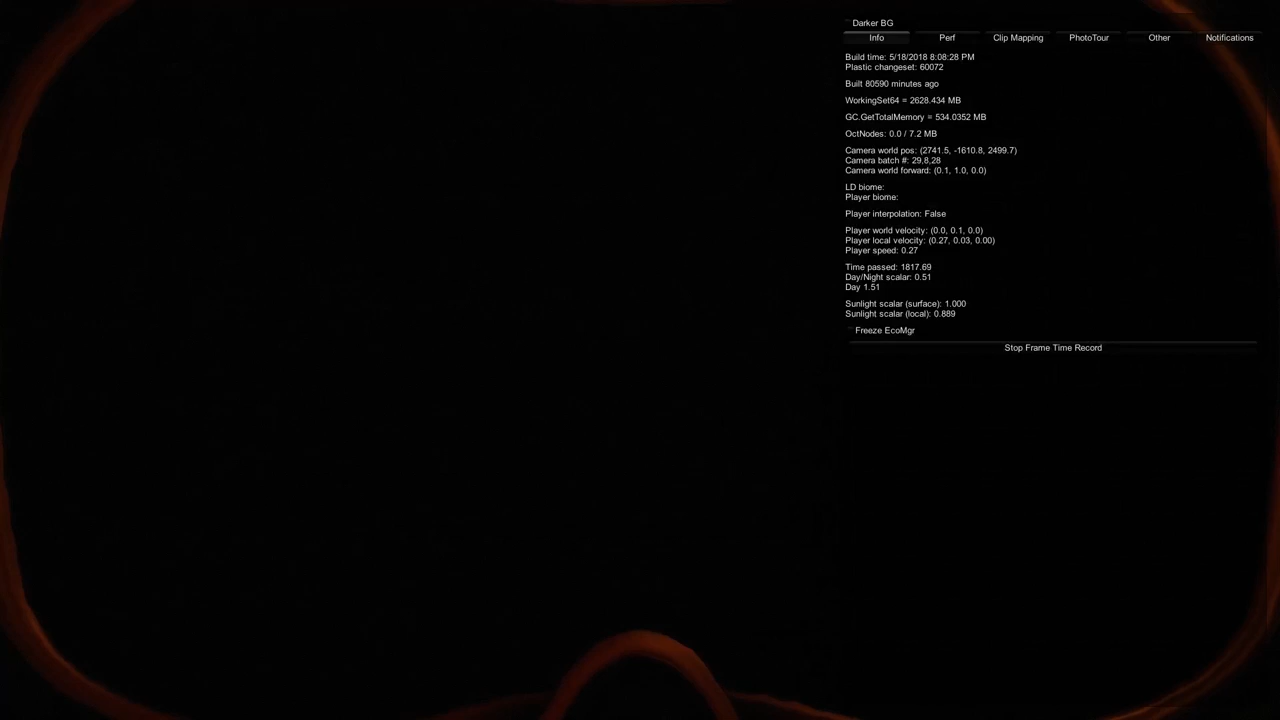 Darker BG
Info Perf Clip Mapping PhotoTour Other Notifications
Build time: 5/18/2018 8:08:28 PM
Plastic changeset: 60072
Built 80590 minutes ago
WorkingSet64 = 2628.434 MB
GC.GetTotalMemory = 534.0352 MB
OctNodes: 0.0 / 7.2 MB
Camera world pos: (2741.5, -1610.8, 2499.7)
Camera batch #: 29,8,28
Camera world forward: (0.1, 1.0, 0.0)
LD biome:
Player biome:
Player interpolation: False
Player world velocity: (0.0, 0.1, 0.0)
Player local velocity: (0.27, 0.03, 0.00)
Player speed: 0.27
Time passed: 1817.69
Day/Night scalar: 0.51
Day 1.51
Sunlight scalar (surface): 1.000
Sunlight scalar (local): 0.889
Freeze EcoMgr
Stop Frame Time Record